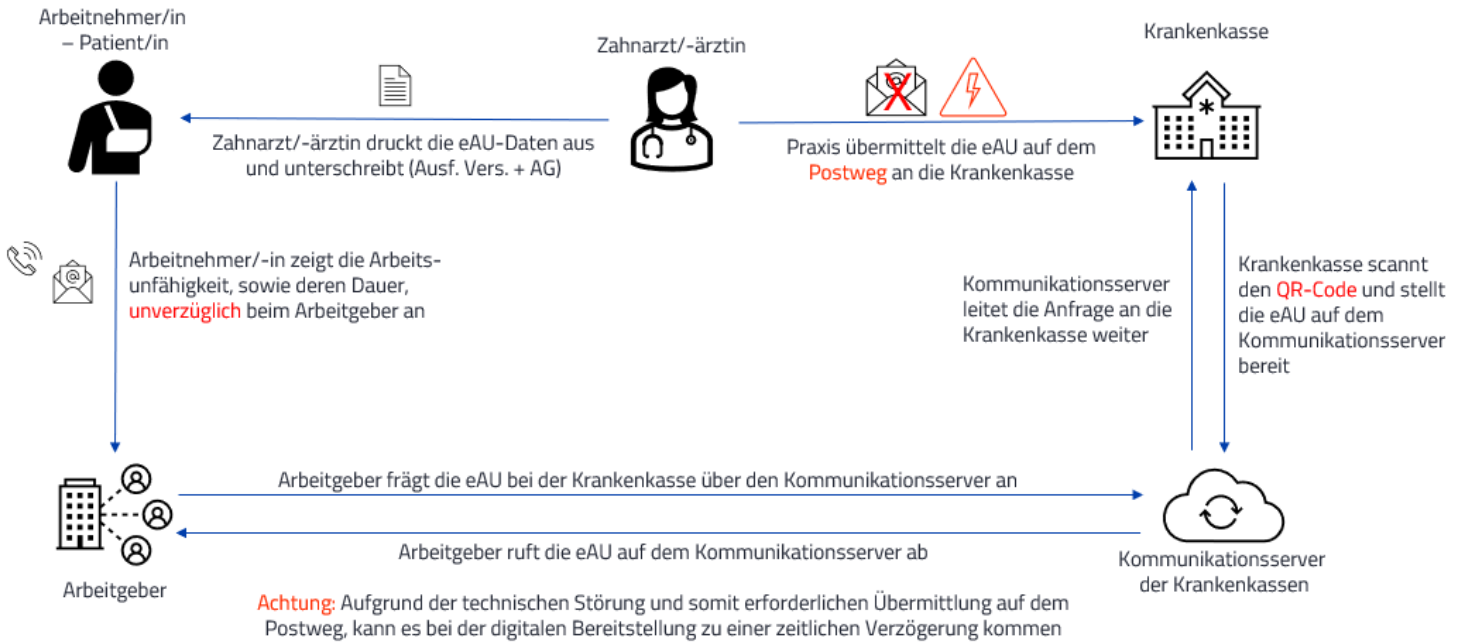 Arbeitnehmer/in
– Patient/in
Zahnarzt/-ärztin
Krankenkasse
Zahnarzt/-ärztin druckt die eAU-Daten aus
und unterschreibt (Ausf. Vers. + AG)
Praxis übermittelt die eAU auf dem
Postweg an die Krankenkasse
Arbeitnehmer/-in zeigt die Arbeits-
unfähigkeit, sowie deren Dauer,
unverzüglich beim Arbeitgeber an
Kommunikationsserver
leitet die Anfrage an die
Krankenkasse weiter
Krankenkasse scannt
den QR-Code und stellt
die eAU auf dem
Kommunikationsserver
bereit
Arbeitgeber frägt die eAU bei der Krankenkasse über den Kommunikationsserver an
Arbeitgeber ruft die eAU auf dem Kommunikationsserver ab
Arbeitgeber
Kommunikationsserver
der Krankenkassen
Achtung: Aufgrund der technischen Störung und somit erforderlichen Übermittlung auf dem
Postweg, kann es bei der digitalen Bereitstellung zu einer zeitlichen Verzögerung kommen